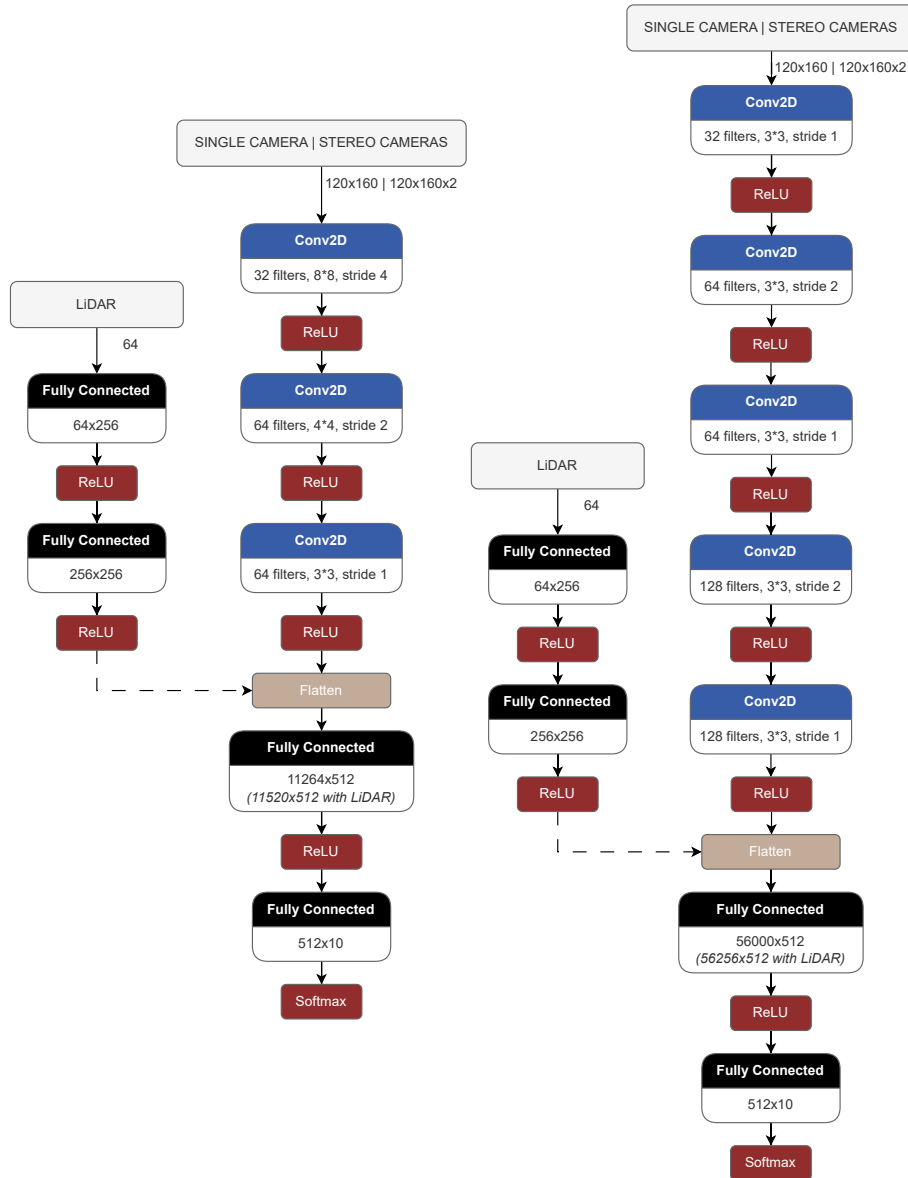 SINGLE CAMERA | STEREO CAMERAS
120x160 | 120x160x2
Conv2D
32 filters, 8*8, stride 4
ReLU
Conv2D
64 filters, 4*4, stride 2
ReLU
Conv2D
64 filters, 3*3, stride 1
ReLU
LiDAR
64
Fully Connected
64x256
ReLU
Fully Connected
256x256
ReLU
Flatten
Fully Connected
11264x512
(11520x512 with LiDAR)
ReLU
Fully Connected
512x10
Softmax
SINGLE CAMERA | STEREO CAMERAS
120x160 | 120x160x2
Conv2D
32 filters, 3*3, stride 1
ReLU
Conv2D
64 filters, 3*3, stride 2
ReLU
Conv2D
64 filters, 3*3, stride 1
ReLU
Conv2D
128 filters, 3*3, stride 2
ReLU
Conv2D
128 filters, 3*3, stride 1
ReLU
LiDAR
64
Fully Connected
64x256
ReLU
Fully Connected
256x256
ReLU
Flatten
Fully Connected
56000x512
(56256x512 with LiDAR)
ReLU
Fully Connected
512x10
Softmax